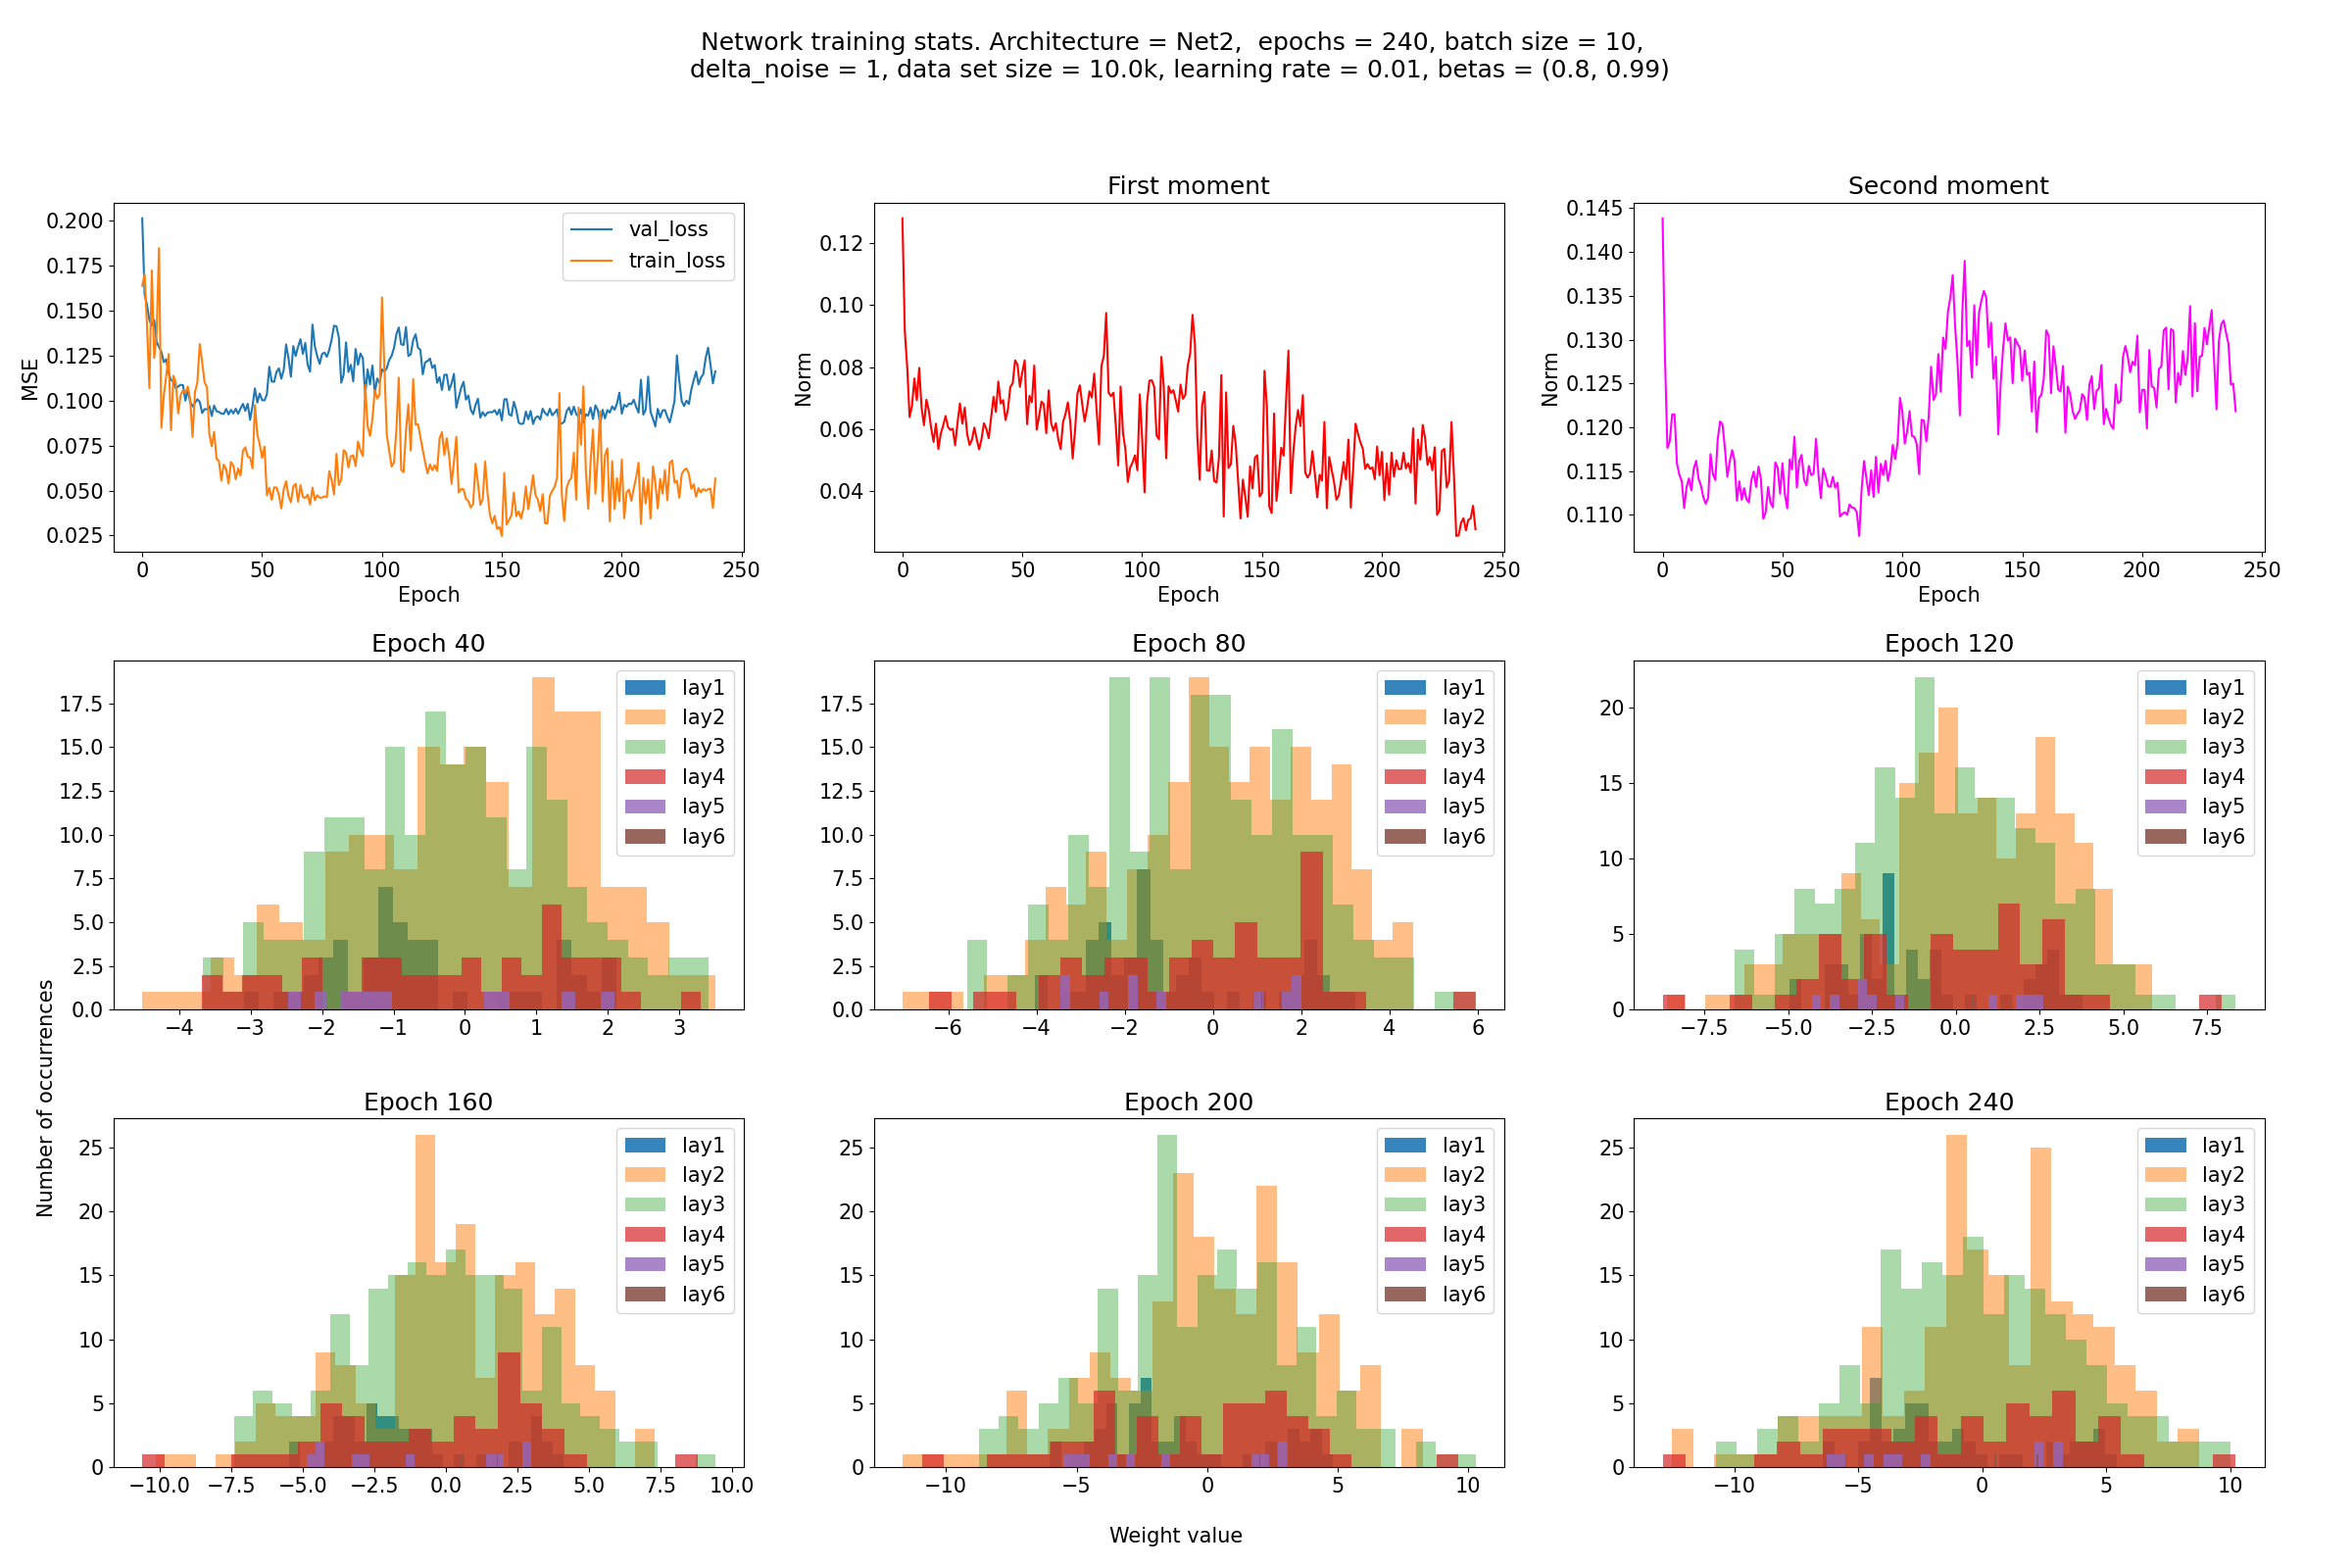 Network training stats. Architecture = Net2,  epochs = 240, batch size = 10,
delta_noise = 1, data set size = 10.0k, learning rate = 0.01, betas = (0.8, 0.99)
MSE
0.200
0.175
0.150
0.125
0.100
0.075
0.050
0.025
val_loss
train_loss
0 50 100 150 200 250
Epoch
First moment
Norm
0.12
0.10
0.08
0.06
0.04
0 50 100 150 200 250
Epoch
Second moment
Norm
0.145
0.140
0.135
0.130
0.125
0.120
0.115
0.110
0 50 100 150 200 250
Epoch
Number of occurrences
Epoch 40
17.5
15.0
12.5
10.0
7.5
5.0
2.5
0.0
lay1
lay2
lay3
lay4
lay5
lay6
−4 −3 −2 −1 0 1 2 3
Epoch 80
17.5
15.0
12.5
10.0
7.5
5.0
2.5
0.0
lay1
lay2
lay3
lay4
lay5
lay6
−6 −4 −2 0 2 4 6
Epoch 120
20
15
10
5
0
lay1
lay2
lay3
lay4
lay5
lay6
−7.5 −5.0 −2.5 0.0 2.5 5.0 7.5
Epoch 160
25
20
15
10
5
0
lay1
lay2
lay3
lay4
lay5
lay6
−10.0 −7.5 −5.0 −2.5 0.0 2.5 5.0 7.5 10.0
Epoch 200
25
20
15
10
5
0
lay1
lay2
lay3
lay4
lay5
lay6
−10 −5 0 5 10
Epoch 240
25
20
15
10
5
0
lay1
lay2
lay3
lay4
lay5
lay6
−10 −5 0 5 10
Weight value